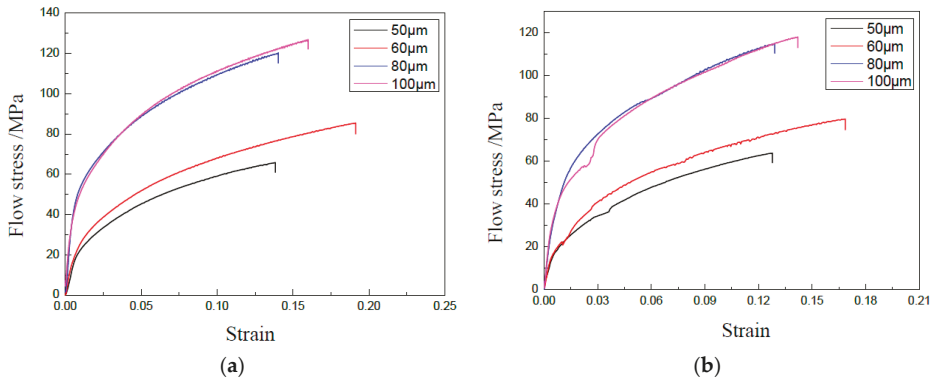 (a)
140
120
100
80
60
40
20
0
0.00 0.05 0.10 0.15 0.20 0.25
Flow stress /MPa
Strain
50μm
60μm
80μm
100μm
(a)
(b)
120
100
80
60
40
20
0
0.00 0.03 0.06 0.09 0.12 0.15 0.18 0.21
Flow stress /MPa
Strain
50μm
60μm
80μm
100μm
(b)